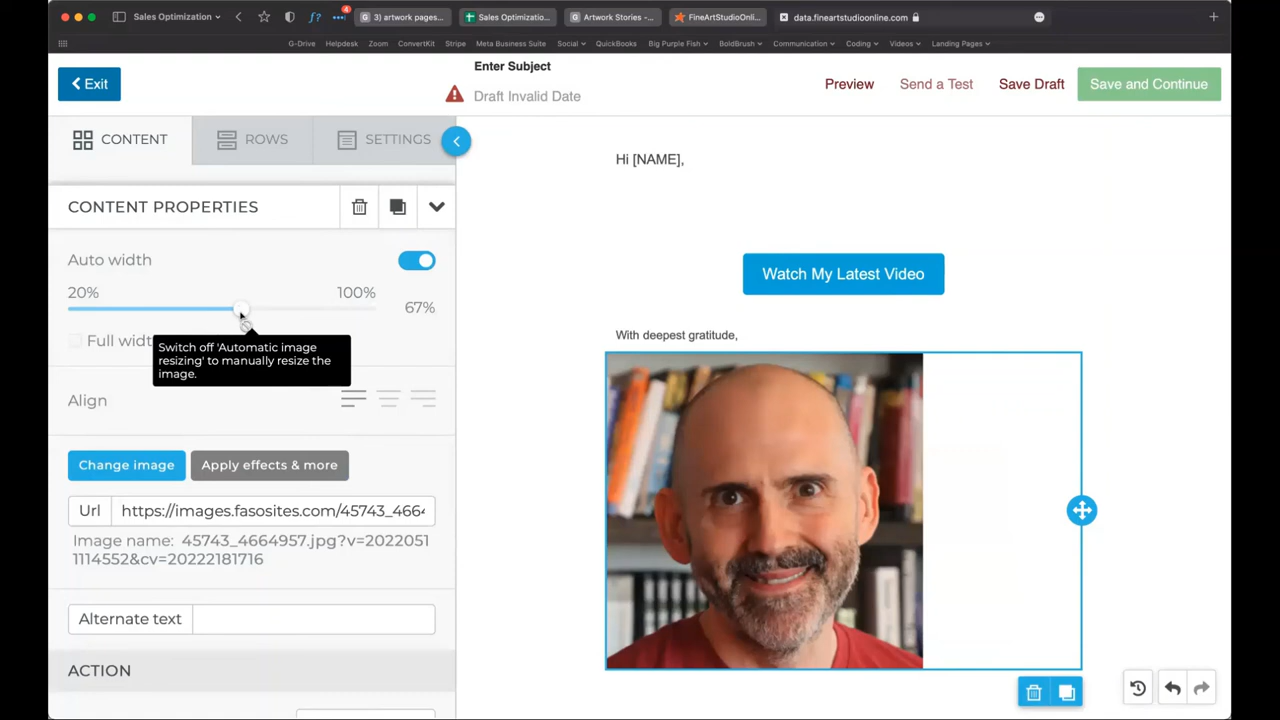 Sales Optimization
4
3) artwork pages...
Sales Optimizatio...
Artwork Stories –...
FineArtStudioOnli...
data.fineartstudioonline.com
G-Drive Helpdesk Zoom ConvertKit Stripe Meta Business Suite Social QuickBooks Big Purple Fish BoldBrush Communication Coding Videos Landing Pages
Exit
Enter Subject
Draft Invalid Date
Preview
Send a Test
Save Draft
Save and Continue
CONTENT
ROWS
SETTINGS
CONTENT PROPERTIES
Auto width
20%
100%
67%
Full widt
Switch off 'Automatic image
resizing' to manually resize the
image.
Align
Change image
Apply effects & more
Url
https://images.fasosites.com/45743_4664
Image name: 45743_4664957.jpg?v=2022051
1114552&cv=20222181716
Alternate text
ACTION
Hi [NAME],
Watch My Latest Video
With deepest gratitude,